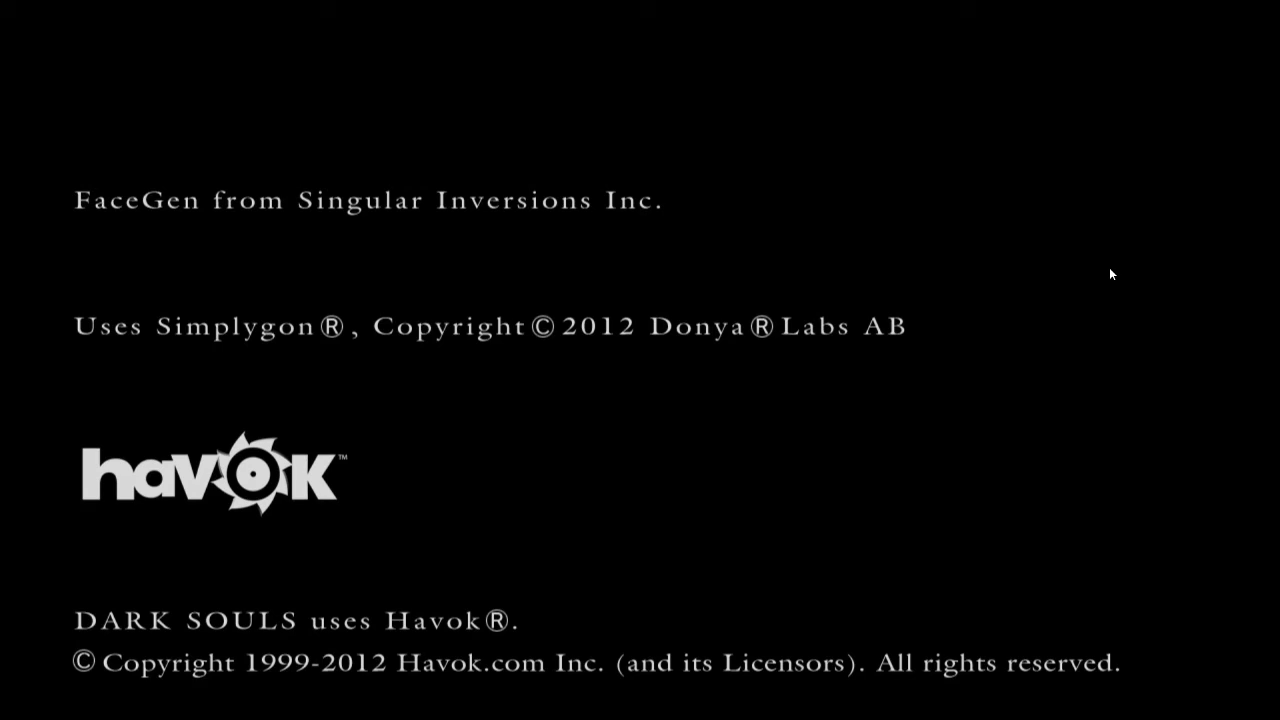 FaceGen from Singular Inversions Inc.
Uses Simplygon®, Copyright©2012 Donya®Labs AB
havok™
DARK SOULS uses Havok®.
©Copyright 1999-2012 Havok.com Inc. (and its Licensors). All rights reserved.